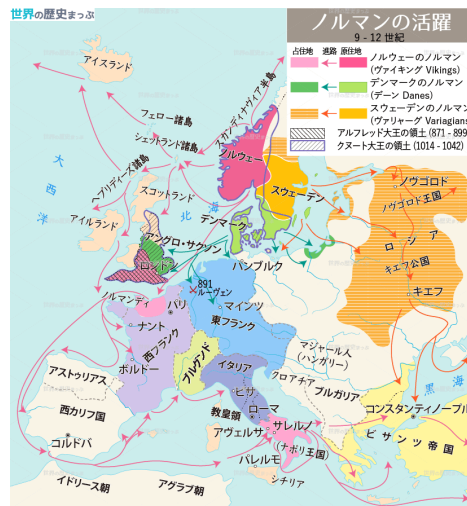 世界の歴史まっぷ
ノルマンの活躍
9 - 12 世紀
占住地 進路 原住地
ノルウェーのノルマン
(ヴァイキング Vikings)
デンマークのノルマン
(デーン Danes)
スウェーデンのノルマン
(ヴァリャーグ Variagians
アルフレッド大王の領土 (871 - 899
クヌート大王の領土 (1014 - 1042)
アイスランド
スカンディナヴィア半島
フェロー諸島
シェットランド諸島
ノルウェー
スウェーデン
ノヴゴロド
ノヴゴロド王国
大西洋
ヘブリディーズ諸島
スコットランド
北海
デンマーク
アイルランド
アングロ・サクソン
ロシア
キエフ公国
ロンドン
ハンブルク
キエフ
891
ルーヴェン
ノルマンディ
パリ
マインツ
ナント
東フランク
西フランク
マジャール人
(ハンガリー)
ボルドー
ブルグンド
イタリア
クロアチア
ブルガリア
黒海
アストゥリアス
ピサ
教皇領
ローマ
コンスタンティノープル
西カリフ国
アヴェルサ
サレルノ
ビザンツ帝国
コルドバ
(ナポリ王国)
パレルモ
シチリア
イドリース朝
アグラブ朝